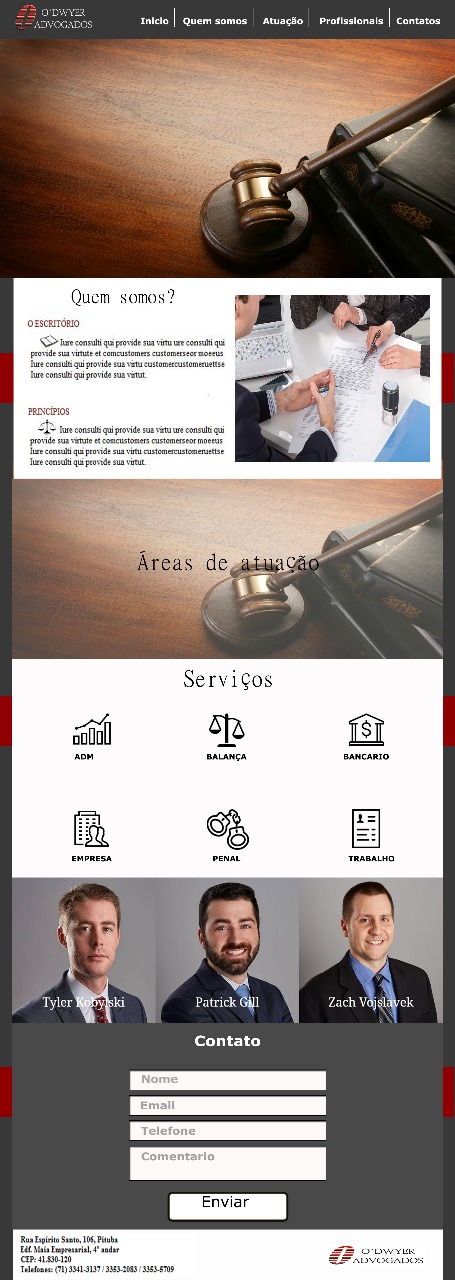 O'DWYER
ADVOGADOS
Inicio
Quem somos
Atuação
Profissionais
Contatos
Quem somos?
O ESCRITÓRIO
Iure consulti qui provide sua virtu ure consulti qui
provide sua virtute et comcustomers customerseor moeeus
Iure consulti qui provide sua virtu customercustomeruettse
Iure consulti qui provide sua virtut.
PRINCÍPIOS
Iure consulti qui provide sua virtu ure consulti qui
provide sua virtute et comcustomers customerseor moeeus
Iure consulti qui provide sua virtu customercustomeruettse
Iure consulti qui provide sua virtut.
Áreas de atuação
Serviços
ADM
BALANÇA
BANCARIO
EMPRESA
PENAL
TRABALHO
Tyler Kobylski
Patrick Gill
Zach Vojslavek
Contato
Nome
Email
Telefone
Comentario
Enviar
Rua Espírito Santo, 106, Pituba
Edf. Maia Empresarial, 4º andar
CEP: 41.830-120
Telefones: (71) 3341-3137 / 3353-2083 / 3353-5709
O'DWYER
ADVOGADOS